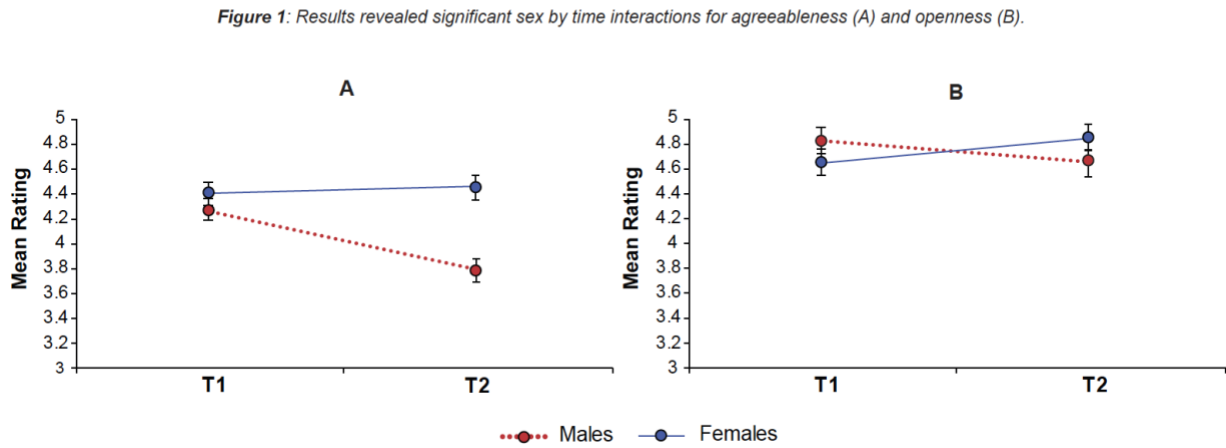 Figure 1: Results revealed significant sex by time interactions for agreeableness (A) and openness (B).
A
5
4.8
4.6
4.4
4.2
4
3.8
3.6
3.4
3.2
3
Mean Rating
T1 T2
B
5
4.8
4.6
4.4
4.2
4
3.8
3.6
3.4
3.2
3
Mean Rating
T1 T2
Males Females